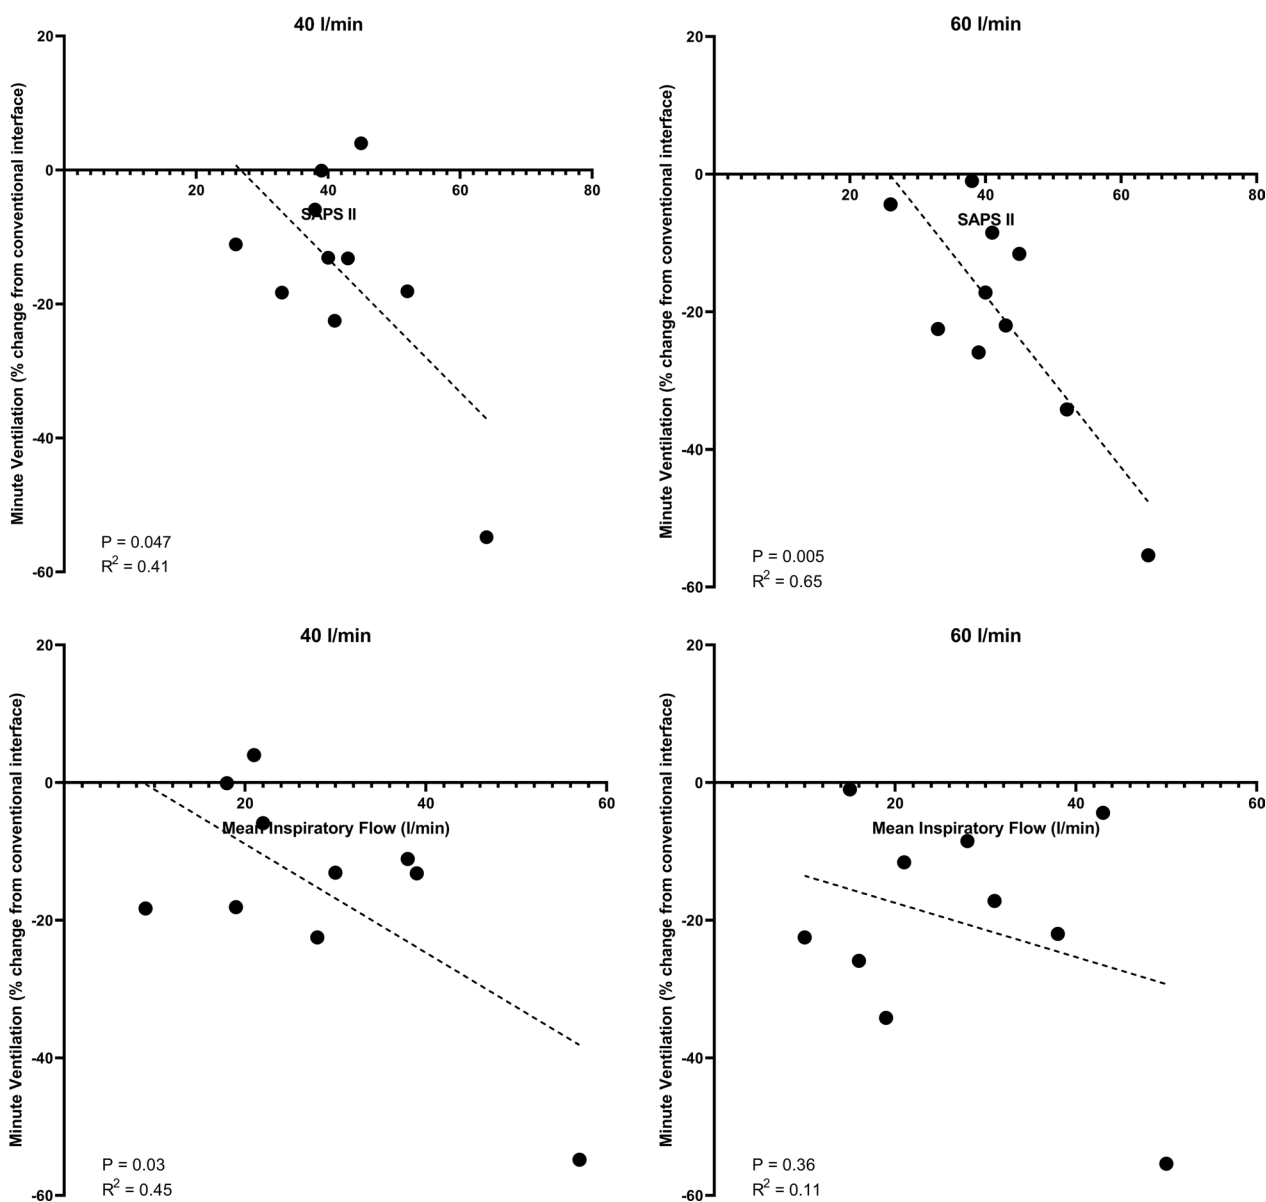 40 l/min
Minute Ventilation (% change from conventional interface)
20
0
-20
-40
-60
20 40 60 80
SAPS II
P = 0.047
R² = 0.41
60 l/min
Minute Ventilation (% change from conventional interface)
20
0
-20
-40
-60
20 40 60 80
SAPS II
P = 0.005
R² = 0.65
40 l/min
Minute Ventilation (% change from conventional interface)
20
0
-20
-40
-60
20 40 60
Mean Inspiratory Flow (l/min)
P = 0.03
R² = 0.45
60 l/min
Minute Ventilation (% change from conventional interface)
20
0
-20
-40
-60
20 40 60
Mean Inspiratory Flow (l/min)
P = 0.36
R² = 0.11